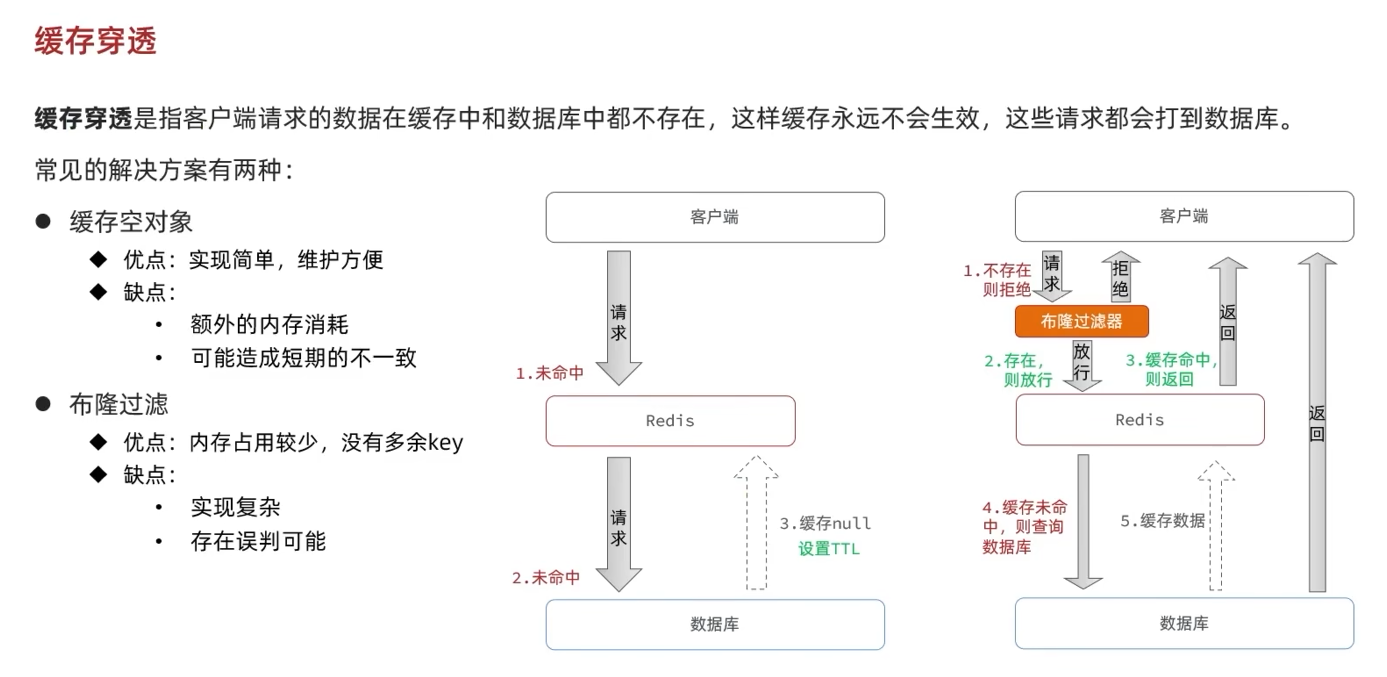 缓存穿透
缓存穿透是指客户端请求的数据在缓存中和数据库中都不存在，这样缓存永远不会生效，这些请求都会打到数据库。
常见的解决方案有两种：
● 缓存空对象
◆ 优点：实现简单，维护方便
◆ 缺点：
• 额外的内存消耗
• 可能造成短期的不一致
● 布隆过滤
◆ 优点：内存占用较少，没有多余key
◆ 缺点：
• 实现复杂
• 存在误判可能
客户端
请求
1.未命中
Redis
请求
2.未命中
3.缓存null
设置TTL
数据库
客户端
1.不存在
则拒绝
请求
拒绝
布隆过滤器
2.存在，
则放行
放行
3.缓存命中，
则返回
返回
Redis
返回
4.缓存未命
中，则查询
数据库
5.缓存数据
数据库